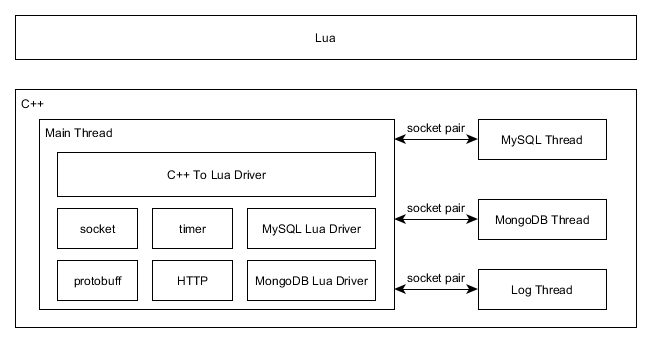 Lua
C++
Main Thread
C++ To Lua Driver
socket
timer
MySQL Lua Driver
protobuff
HTTP
MongoDB Lua Driver
socket pair
MySQL Thread
socket pair
MongoDB Thread
socket pair
Log Thread